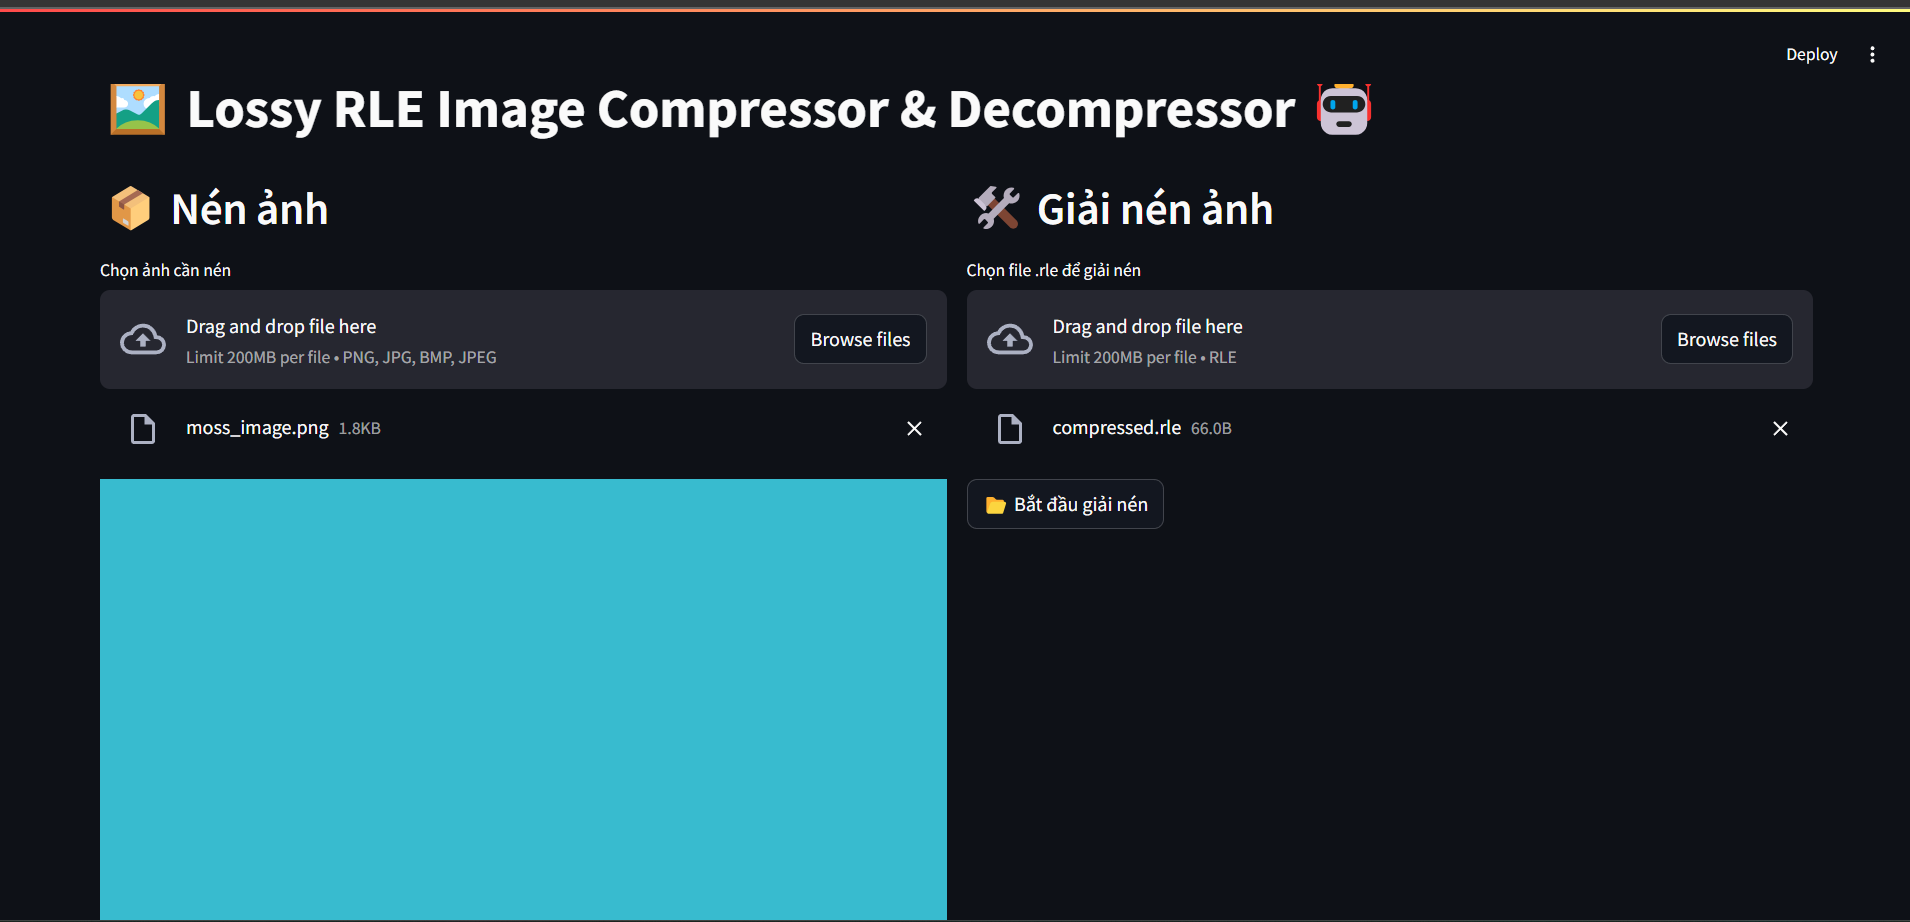 Deploy
Lossy RLE Image Compressor & Decompressor
Nén ảnh
Chọn ảnh cần nén
Drag and drop file here
Limit 200MB per file • PNG, JPG, BMP, JPEG
Browse files
moss_image.png 1.8KB
Giải nén ảnh
Chọn file .rle để giải nén
Drag and drop file here
Limit 200MB per file • RLE
Browse files
compressed.rle 66.0B
Bắt đầu giải nén